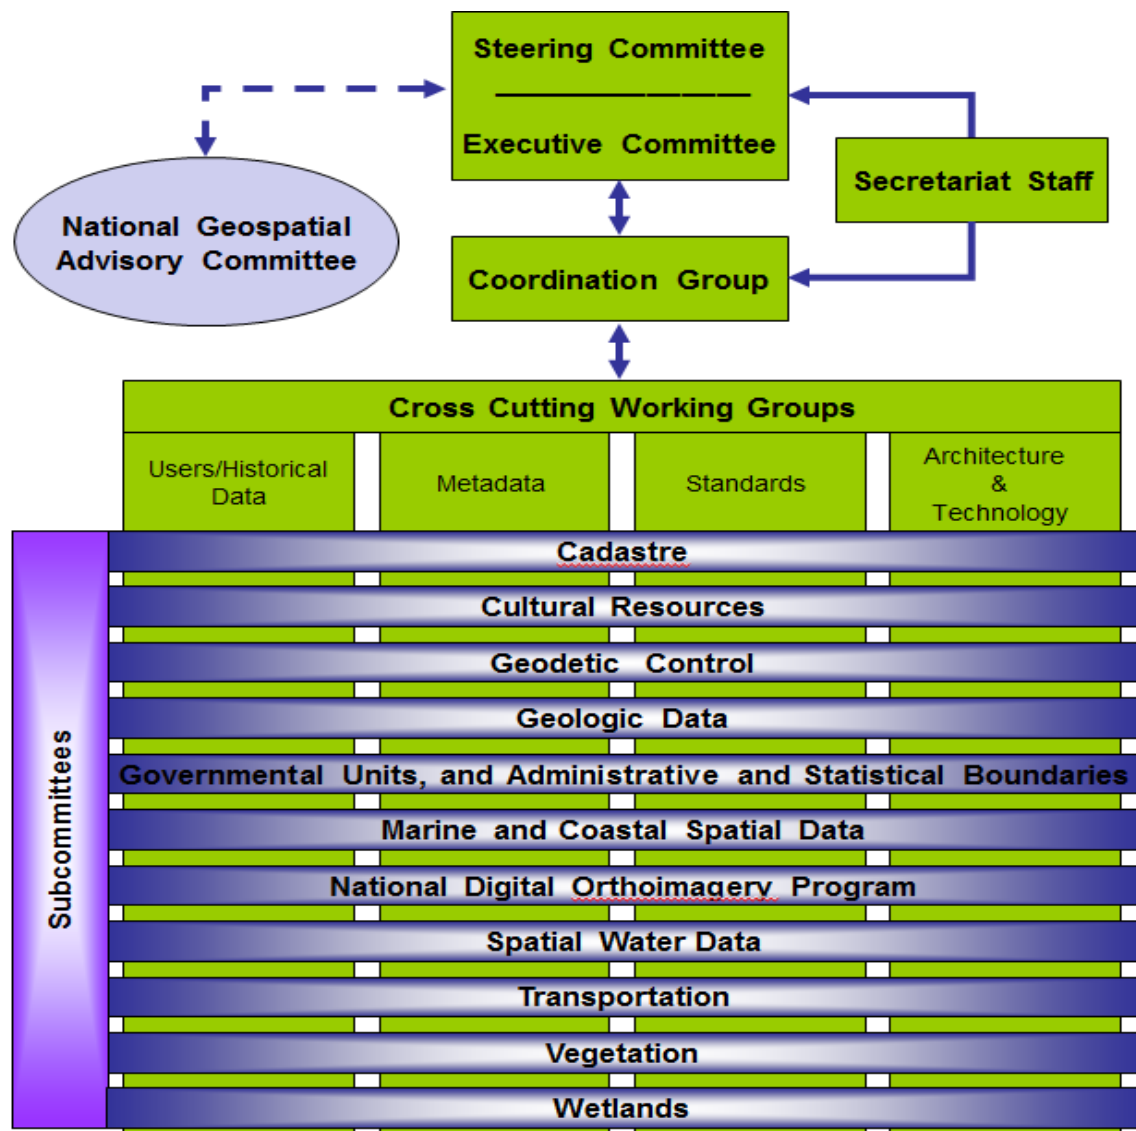 Steering Committee
Executive Committee
Secretariat Staff
National Geospatial
Advisory Committee
Coordination Group
Cross Cutting Working Groups
Users/Historical
Data
Metadata
Standards
Architecture
&
Technology
Subcommittees
Cadastre
Cultural Resources
Geodetic Control
Geologic Data
Governmental Units, and Administrative and Statistical Boundaries
Marine and Coastal Spatial Data
National Digital Orthoimagery Program
Spatial Water Data
Transportation
Vegetation
Wetlands